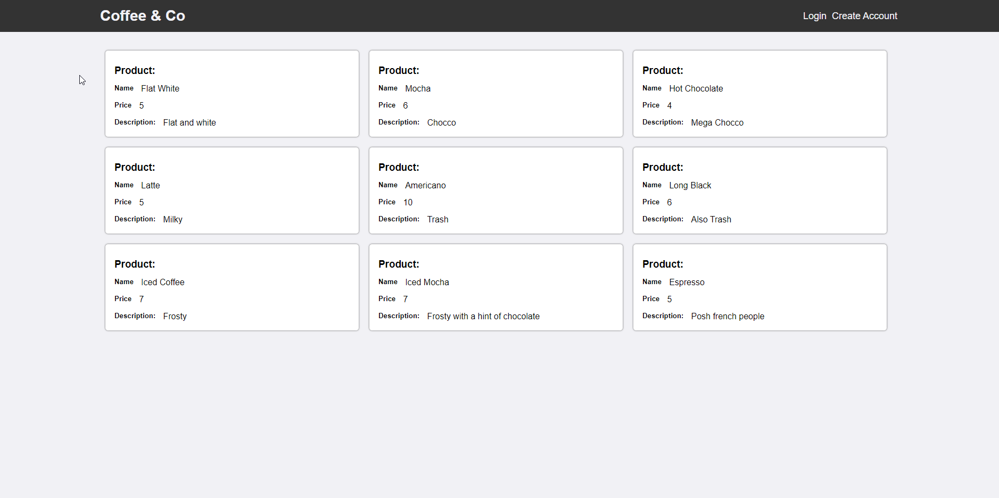 Coffee & Co
Login Create Account
Product:
Name Flat White
Price 5
Description: Flat and white
Product:
Name Mocha
Price 6
Description: Chocco
Product:
Name Hot Chocolate
Price 4
Description: Mega Chocco
Product:
Name Latte
Price 5
Description: Milky
Product:
Name Americano
Price 10
Description: Trash
Product:
Name Long Black
Price 6
Description: Also Trash
Product:
Name Iced Coffee
Price 7
Description: Frosty
Product:
Name Iced Mocha
Price 7
Description: Frosty with a hint of chocolate
Product:
Name Espresso
Price 5
Description: Posh french people